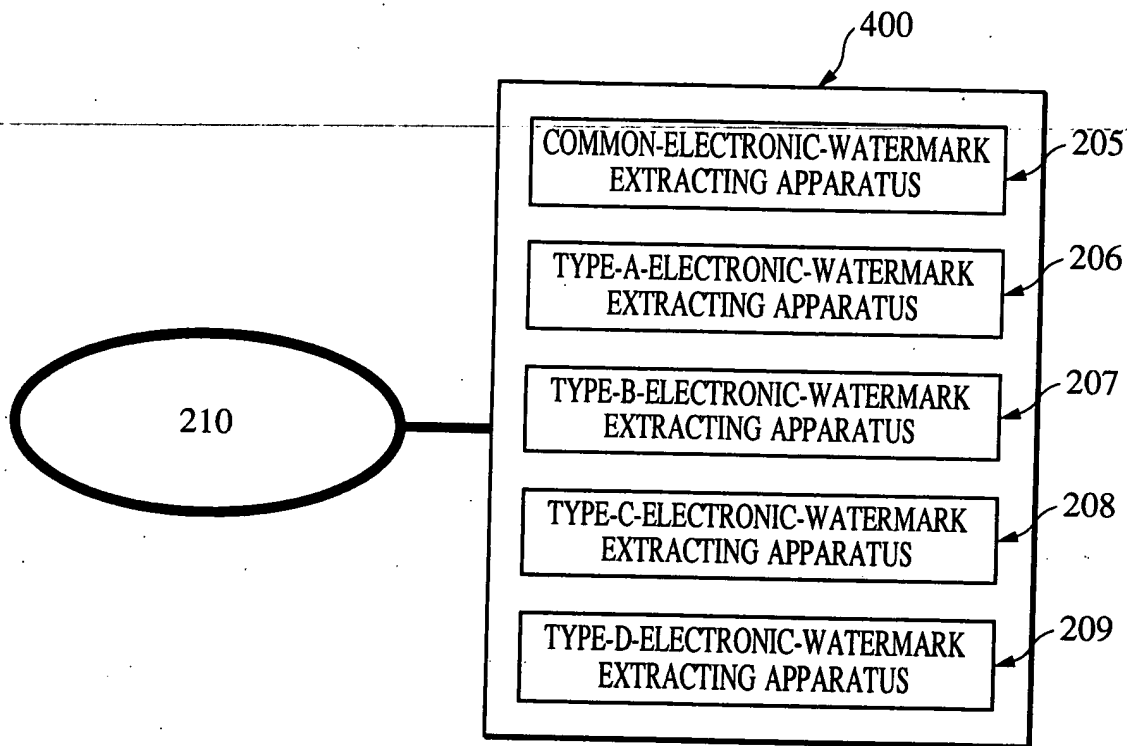 400
COMMON-ELECTRONIC-WATERMARK
EXTRACTING APPARATUS
205
TYPE-A-ELECTRONIC-WATERMARK
EXTRACTING APPARATUS
206
TYPE-B-ELECTRONIC-WATERMARK
EXTRACTING APPARATUS
207
210
TYPE-C-ELECTRONIC-WATERMARK
EXTRACTING APPARATUS
208
TYPE-D-ELECTRONIC-WATERMARK
EXTRACTING APPARATUS
209